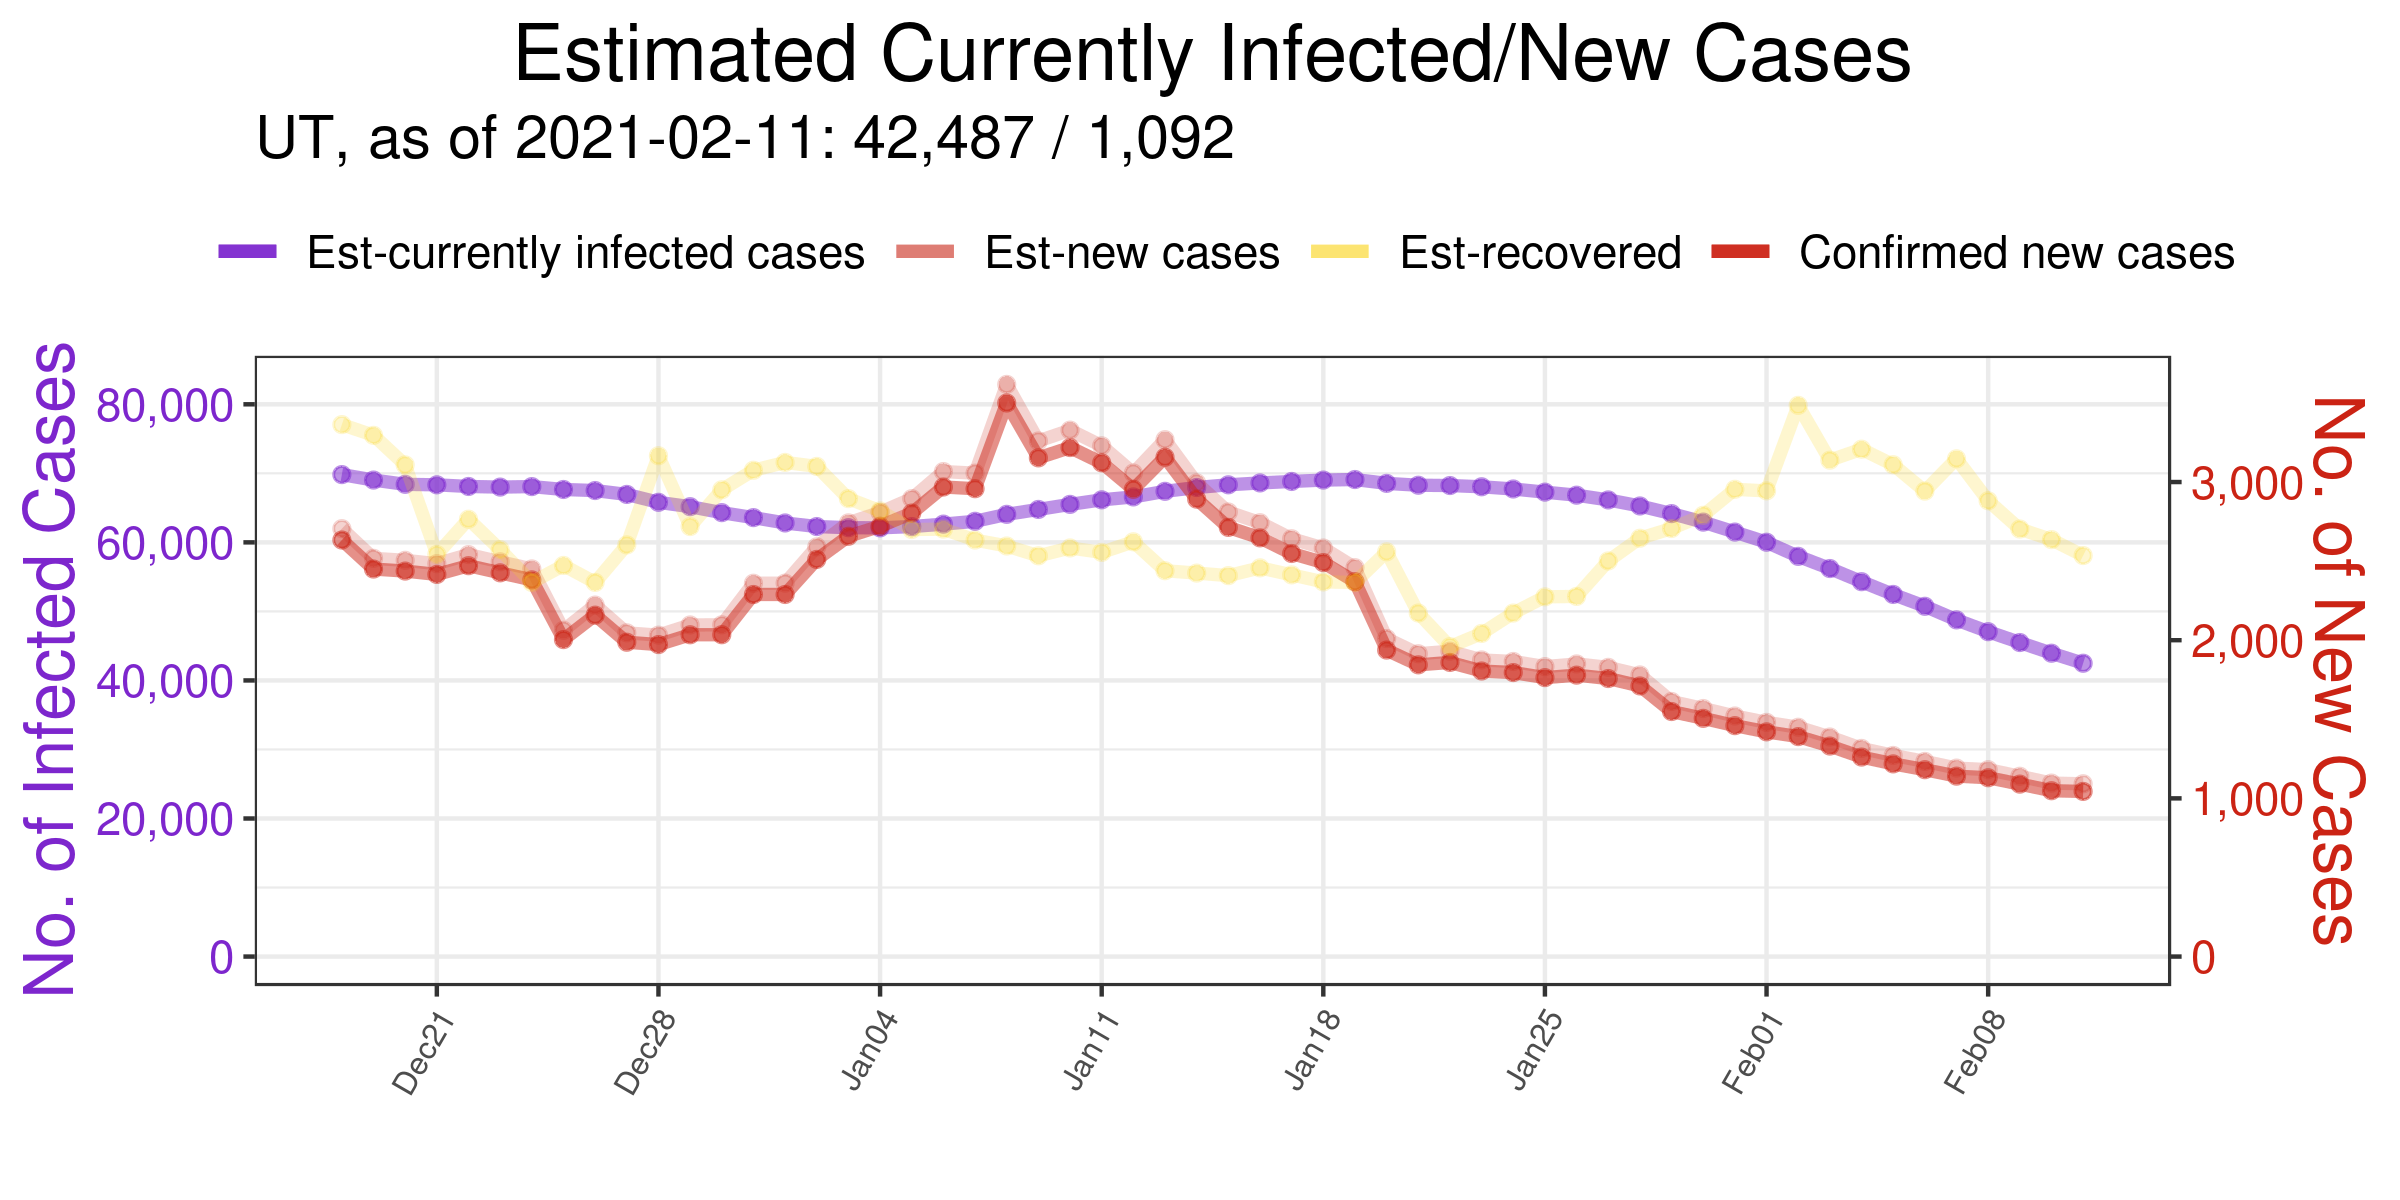 Estimated Currently Infected/New Cases
UT, as of 2021-02-11: 42,487 / 1,092
Est-currently infected cases
Est-new cases
Est-recovered
Confirmed new cases
No. of Infected Cases
80,000
60,000
40,000
20,000
0
3,000
2,000
1,000
0
No. of New Cases
Dec21
Dec28
Jan04
Jan11
Jan18
Jan25
Feb01
Feb08